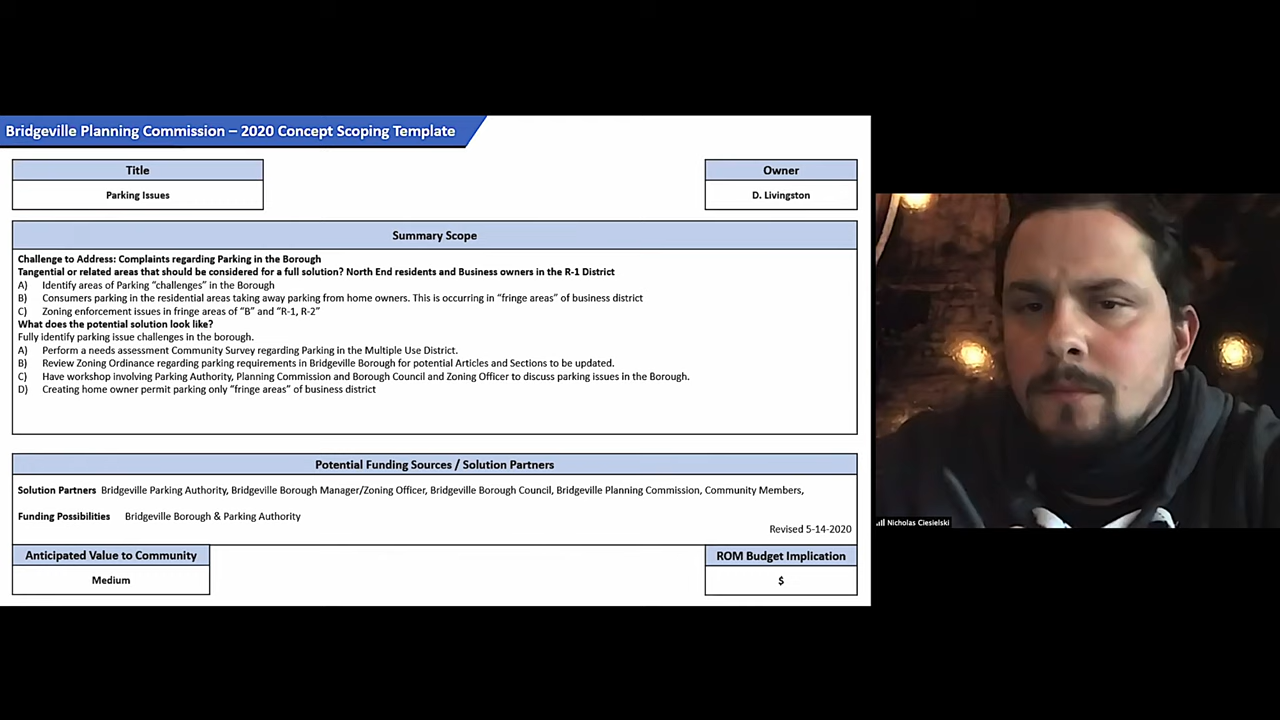 Bridgeville Planning Commission – 2020 Concept Scoping Template
Title
Owner
Parking Issues
D. Livingston
Summary Scope
Challenge to Address: Complaints regarding Parking in the Borough
Tangential or related areas that should be considered for a full solution? North End residents and Business owners in the R-1 District
A) Identify areas of Parking “challenges” in the Borough
B) Consumers parking in the residential areas taking away parking from home owners. This is occurring in “fringe areas” of business district
C) Zoning enforcement issues in fringe areas of “B” and “R-1, R-2”
What does the potential solution look like?
Fully identify parking issue challenges in the borough.
A) Perform a needs assessment Community Survey regarding Parking in the Multiple Use District.
B) Review Zoning Ordinance regarding parking requirements in Bridgeville Borough for potential Articles and Sections to be updated.
C) Have workshop involving Parking Authority, Planning Commission and Borough Council and Zoning Officer to discuss parking issues in the Borough.
D) Creating home owner permit parking only “fringe areas” of business district
Potential Funding Sources / Solution Partners
Solution Partners Bridgeville Parking Authority, Bridgeville Borough Manager/Zoning Officer, Bridgeville Borough Council, Bridgeville Planning Commission, Community Members,
Funding Possibilities Bridgeville Borough & Parking Authority
Revised 5-14-2020
Anticipated Value to Community
ROM Budget Implication
Medium
$
Nicholas Ciesielski